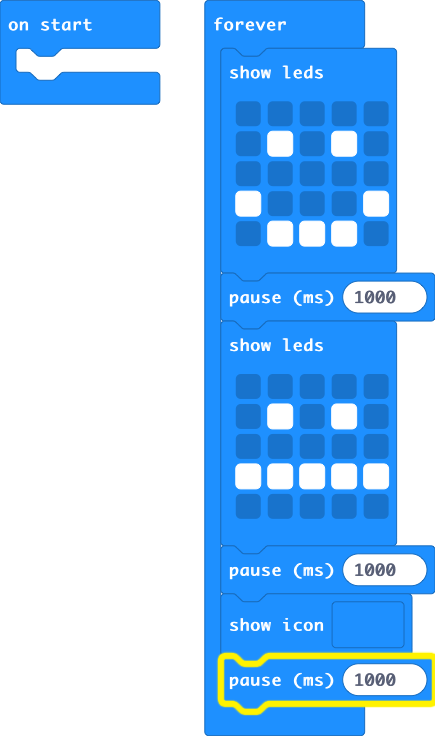 on start
forever
show leds
pause (ms) 1000
show leds
pause (ms) 1000
show icon
pause (ms) 1000